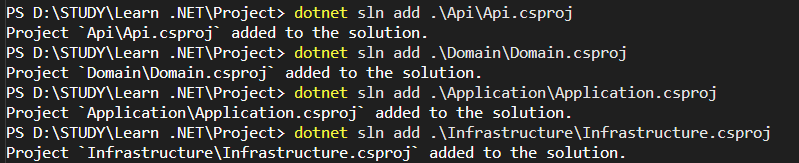 PS D:\STUDY\Learn .NET\Project> dotnet sln add .\Api\Api.csproj
Project `Api\Api.csproj` added to the solution.
PS D:\STUDY\Learn .NET\Project> dotnet sln add .\Domain\Domain.csproj
Project `Domain\Domain.csproj` added to the solution.
PS D:\STUDY\Learn .NET\Project> dotnet sln add .\Application\Application.csproj
Project `Application\Application.csproj` added to the solution.
PS D:\STUDY\Learn .NET\Project> dotnet sln add .\Infrastructure\Infrastructure.csproj
Project `Infrastructure\Infrastructure.csproj` added to the solution.